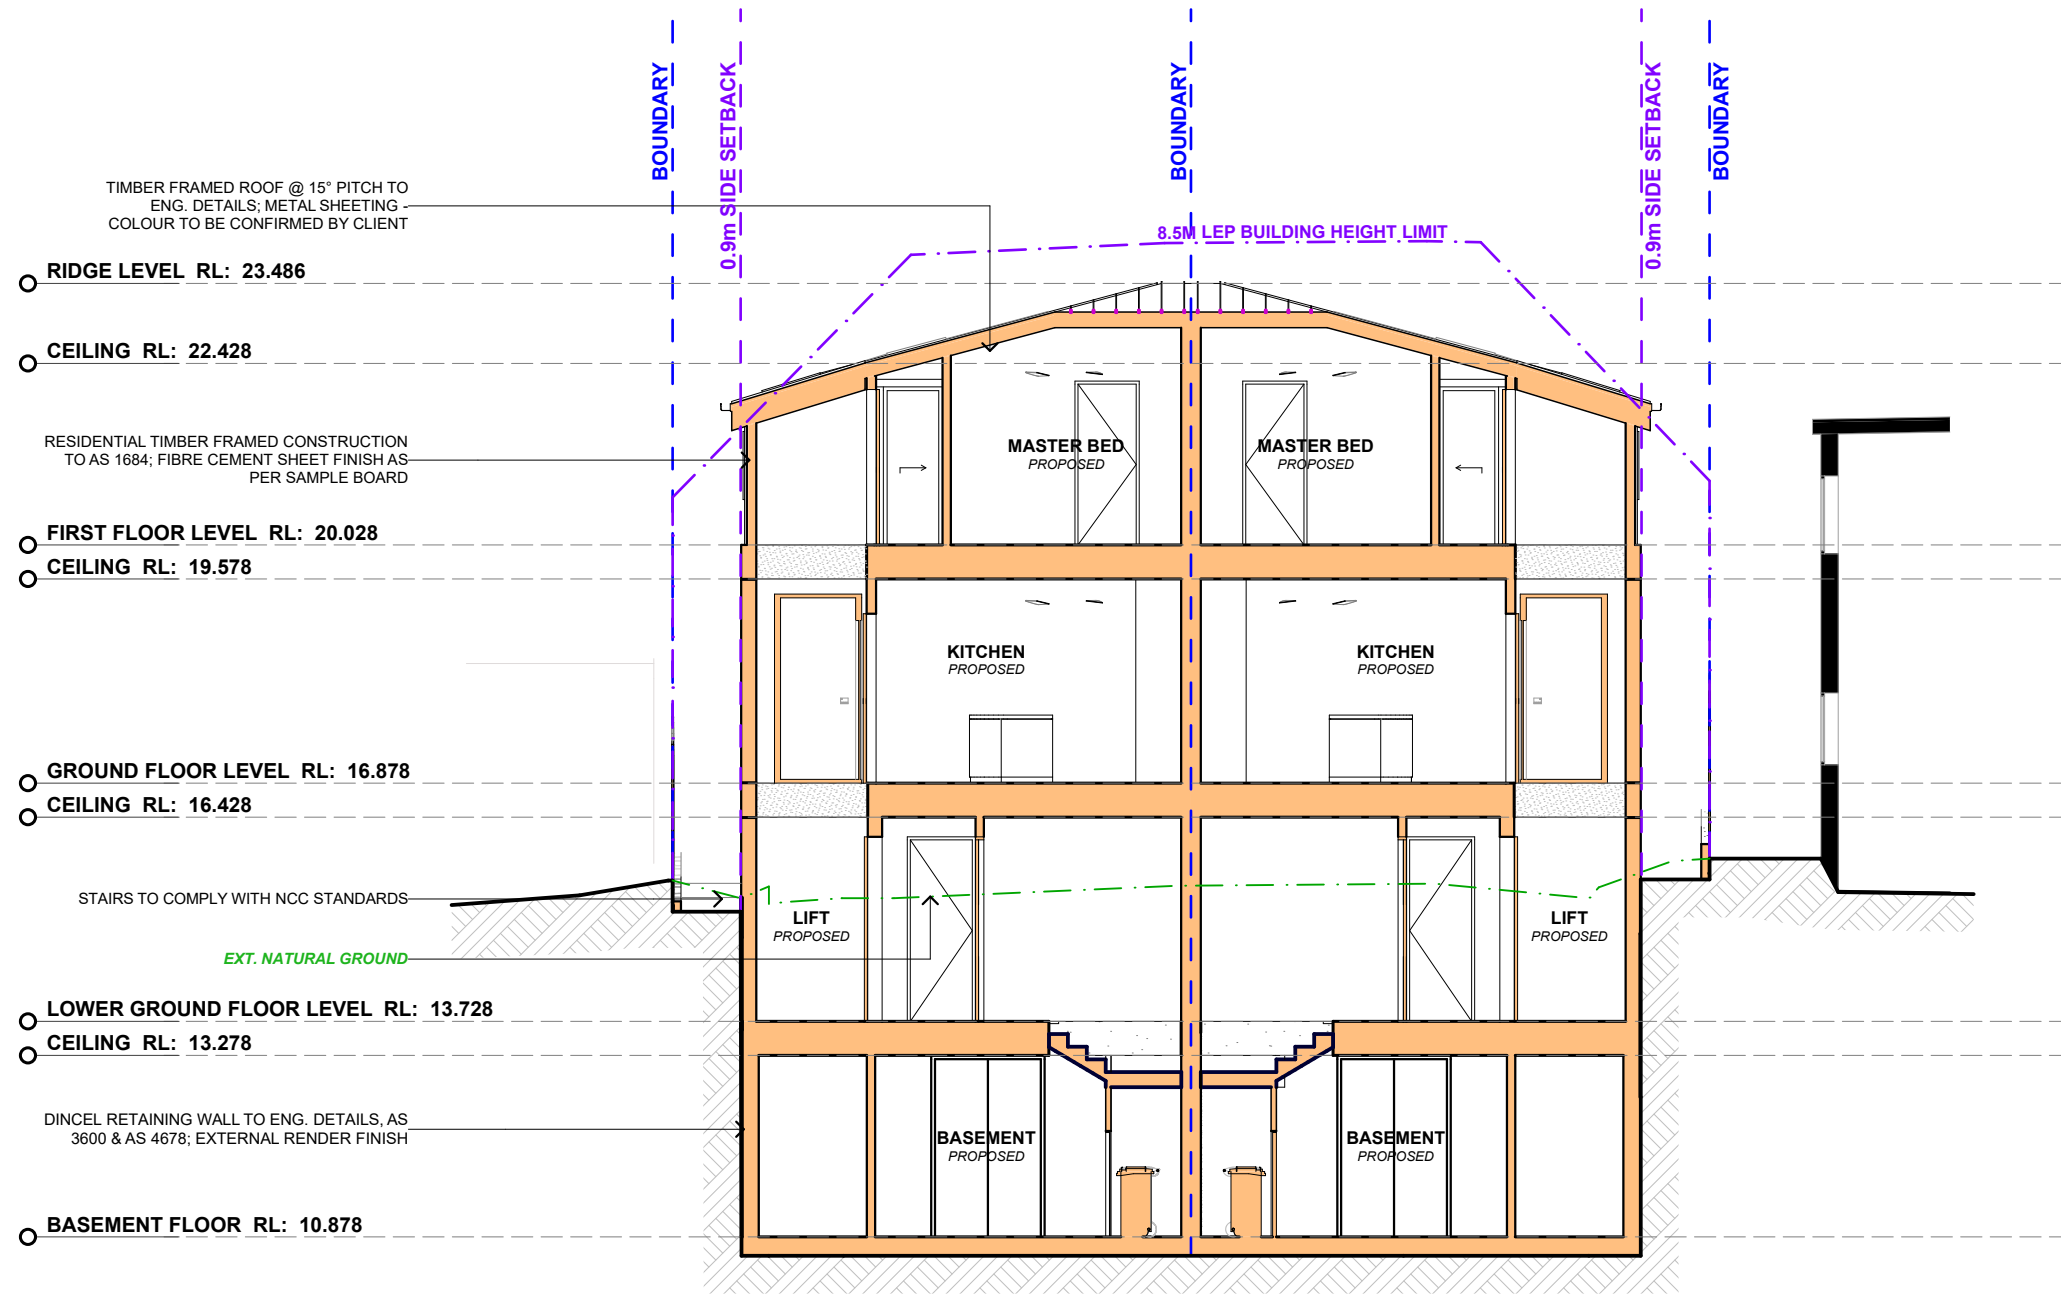 BOUNDARY
0.9m SIDE SETBACK
BOUNDARY
0.9m SIDE SETBACK
BOUNDARY
TIMBER FRAMED ROOF @ 15° PITCH TO
ENG. DETAILS; METAL SHEETING -
COLOUR TO BE CONFIRMED BY CLIENT
8.5M LEP BUILDING HEIGHT LIMIT
RIDGE LEVEL RL: 23.486
CEILING RL: 22.428
RESIDENTIAL TIMBER FRAMED CONSTRUCTION
TO AS 1684; FIBRE CEMENT SHEET FINISH AS
PER SAMPLE BOARD
MASTER BED
PROPOSED
MASTER BED
PROPOSED
FIRST FLOOR LEVEL RL: 20.028
CEILING RL: 19.578
KITCHEN
PROPOSED
KITCHEN
PROPOSED
GROUND FLOOR LEVEL RL: 16.878
CEILING RL: 16.428
STAIRS TO COMPLY WITH NCC STANDARDS
LIFT
PROPOSED
LIFT
PROPOSED
EXT. NATURAL GROUND
LOWER GROUND FLOOR LEVEL RL: 13.728
CEILING RL: 13.278
DINCEL RETAINING WALL TO ENG. DETAILS, AS
3600 & AS 4678; EXTERNAL RENDER FINISH
BASEMENT
PROPOSED
BASEMENT
PROPOSED
BASEMENT FLOOR RL: 10.878